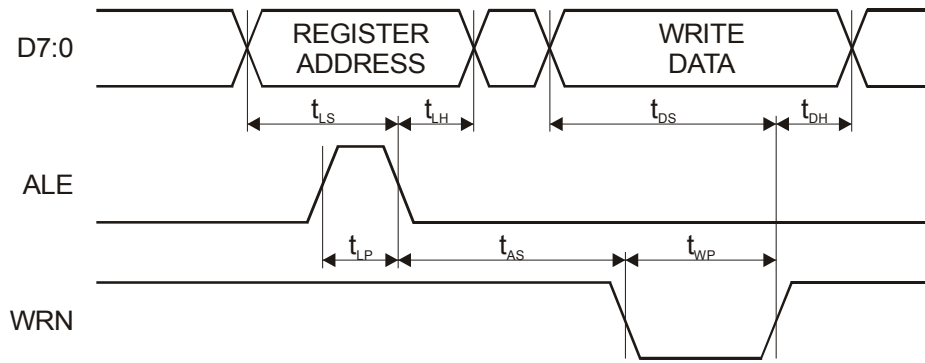 D7:0
REGISTER
ADDRESS
WRITE
DATA
tLS
tLH
tDS
tDH
ALE
tLP
tAS
tWP
WRN